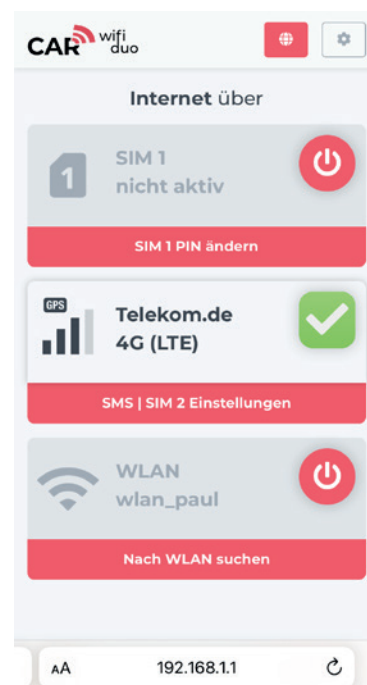 CAR wifi
duo
Internet über
1
SIM 1
nicht aktiv
SIM 1 PIN ändern
GPS
Telekom.de
4G (LTE)
SMS | SIM 2 Einstellungen
WLAN
wlan_paul
Nach WLAN suchen
AA 192.168.1.1